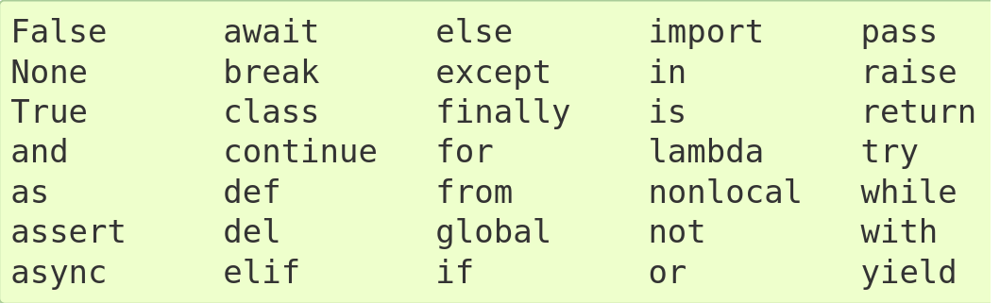 False await else import pass
None break except in raise
True class finally is return
and continue for lambda try
as def from nonlocal while
assert del global not with
async elif if or yield